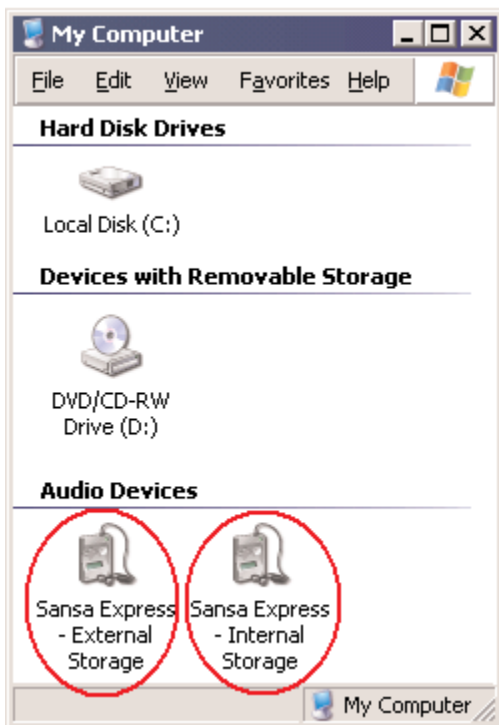 My Computer
File Edit View Favorites Help
Hard Disk Drives
Local Disk (C:)
Devices with Removable Storage
DVD/CD-RW
Drive (D:)
Audio Devices
Sansa Express
- External
Storage
Sansa Express
- Internal
Storage
My Computer